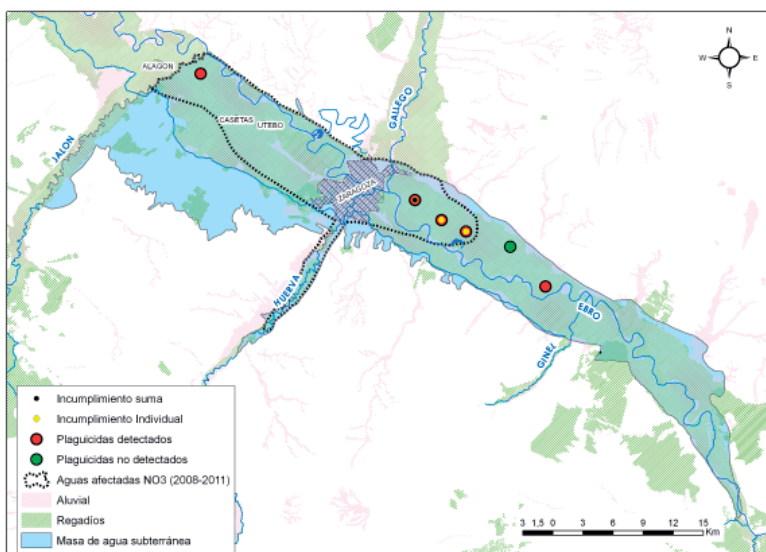 N
W E
S
ALAGON
JALON
CASETAS
UTEBO
GALLEGO
ZARAGOZA
HUERVA
EBRO
GINEL
Incumplimiento suma
Incumplimiento Individual
Plaguicidas detectados
Plaguicidas no detectados
Aguas afectadas NO3 (2008-2011)
Aluvial
Regadíos
Masa de agua subterránea
3 1,5 0 3 6 9 12 15
Km